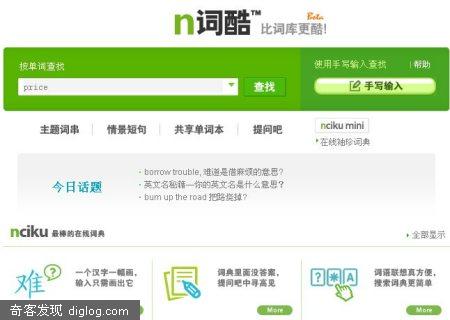 n词酷™ Beta 比词库更酷!
按单词查找
使用手写输入查找 | 帮助
price 查找 手写输入
主题词串 | 情景短句 | 共享单词本 | 提问吧
nciku mini
在线袖珍词典
今日话题
borrow trouble, 难道是借麻烦的意思?
英文名秘籍—你的英文名是什么意思?
burn up the road 把路烧掉?
nciku 最棒的在线词典
全部显示
难?
一个汉字一幅画,
输入只需画出它
词典里面没答案,
提问吧中寻高见
More
词语联想真方便,
搜索词典更简单
More
奇客发现 diglog.com